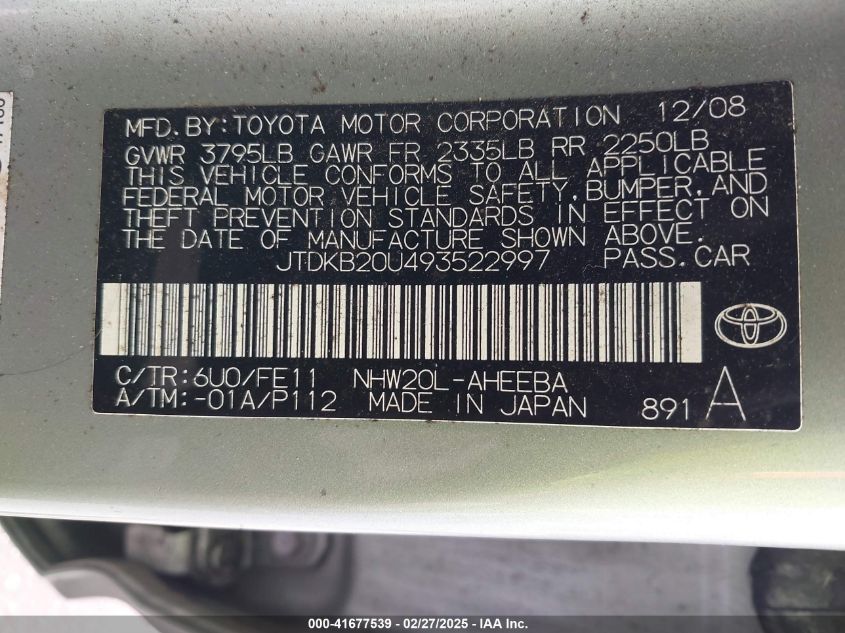 MFD.BY:TOYOTA MOTOR CORPORATION 12/08
GVWR 3795LB GAWR FR 2335LB RR 2250LB
THIS VEHICLE CONFORMS TO ALL APPLICABLE
FEDERAL MOTOR VEHICLE SAFETY,BUMPER,AND
THEFT PREVENTION STANDARDS IN EFFECT ON
THE DATE OF MANUFACTURE SHOWN ABOVE.
JTDKB20U493522997 PASS.CAR
C/TR:6U0/FE11 NHW20L-AHEEBA
A/TM:-01A/P112 MADE IN JAPAN 891 A
000-41677539 - 02/27/2025 - IAA Inc.